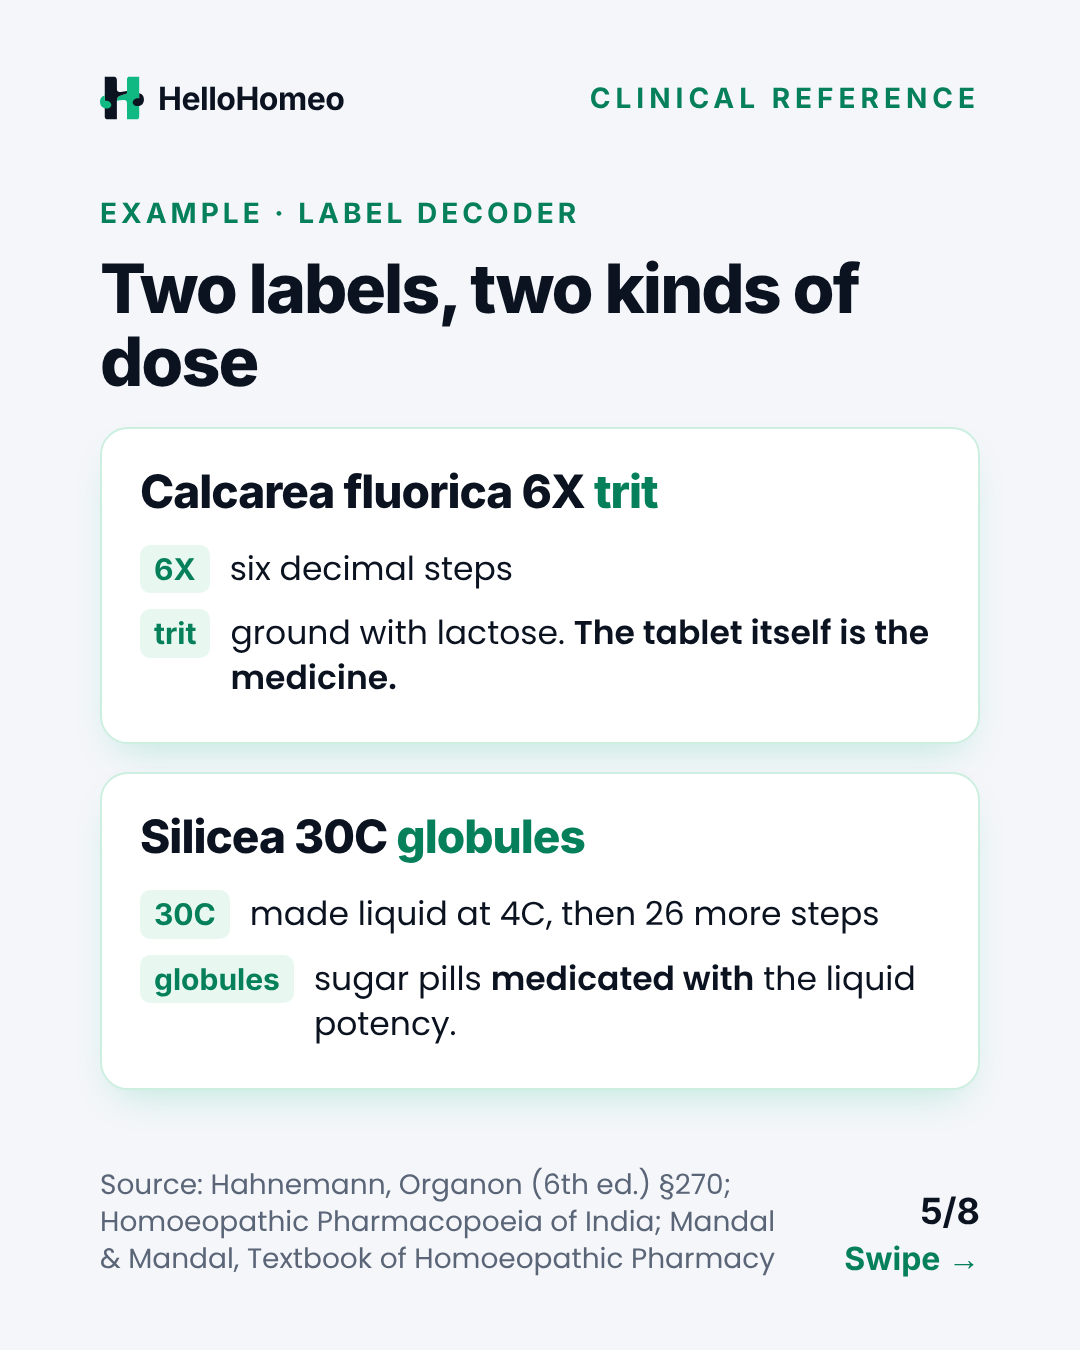 HelloHomeo
CLINICAL REFERENCE
EXAMPLE · LABEL DECODER
Two labels, two kinds of
dose
Calcarea fluorica 6X trit
6X six decimal steps
trit ground with lactose. The tablet itself is the
medicine.
Silicea 30C globules
30C made liquid at 4C, then 26 more steps
globules sugar pills medicated with the liquid
potency.
Source: Hahnemann, Organon (6th ed.) §270;
Homoeopathic Pharmacopoeia of India; Mandal
& Mandal, Textbook of Homoeopathic Pharmacy
5/8
Swipe →